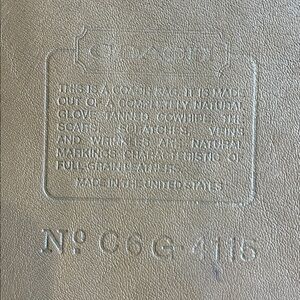 COACH
THIS IS A COACH BAG. IT IS MADE
OUT OF A COMPLETELY NATURAL
GLOVE TANNED COWHIDE. THE
SCARS, SCRATCHES, VEINS
AND WRINKLES ARE NATURAL
MARKINGS CHARACTERISTIC OF
FULL GRAIN LEATHERS.
MADE IN THE UNITED STATES
Nº C6G-4115